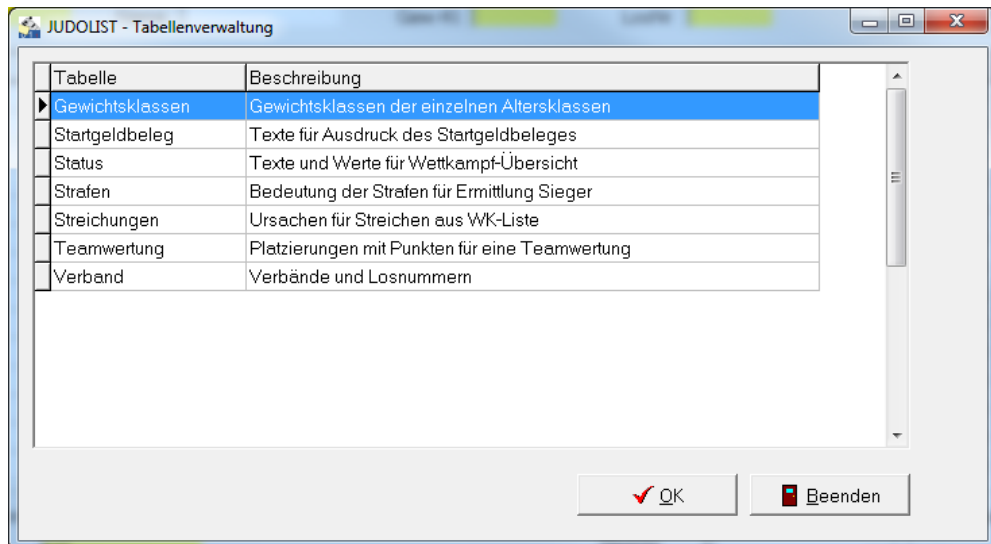 JUDOLIST - Tabellenverwaltung
Tabelle Beschreibung
Gewichtsklassen Gewichtsklassen der einzelnen Altersklassen
Startgeldbeleg Texte für Ausdruck des Startgeldbeleges
Status Texte und Werte für Wettkampf-Übersicht
Strafen Bedeutung der Strafen für Ermittlung Sieger
Streichungen Ursachen für Streichen aus WK-Liste
Teamwertung Platzierungen mit Punkten für eine Teamwertung
Verband Verbände und Losnummern
OK Beenden